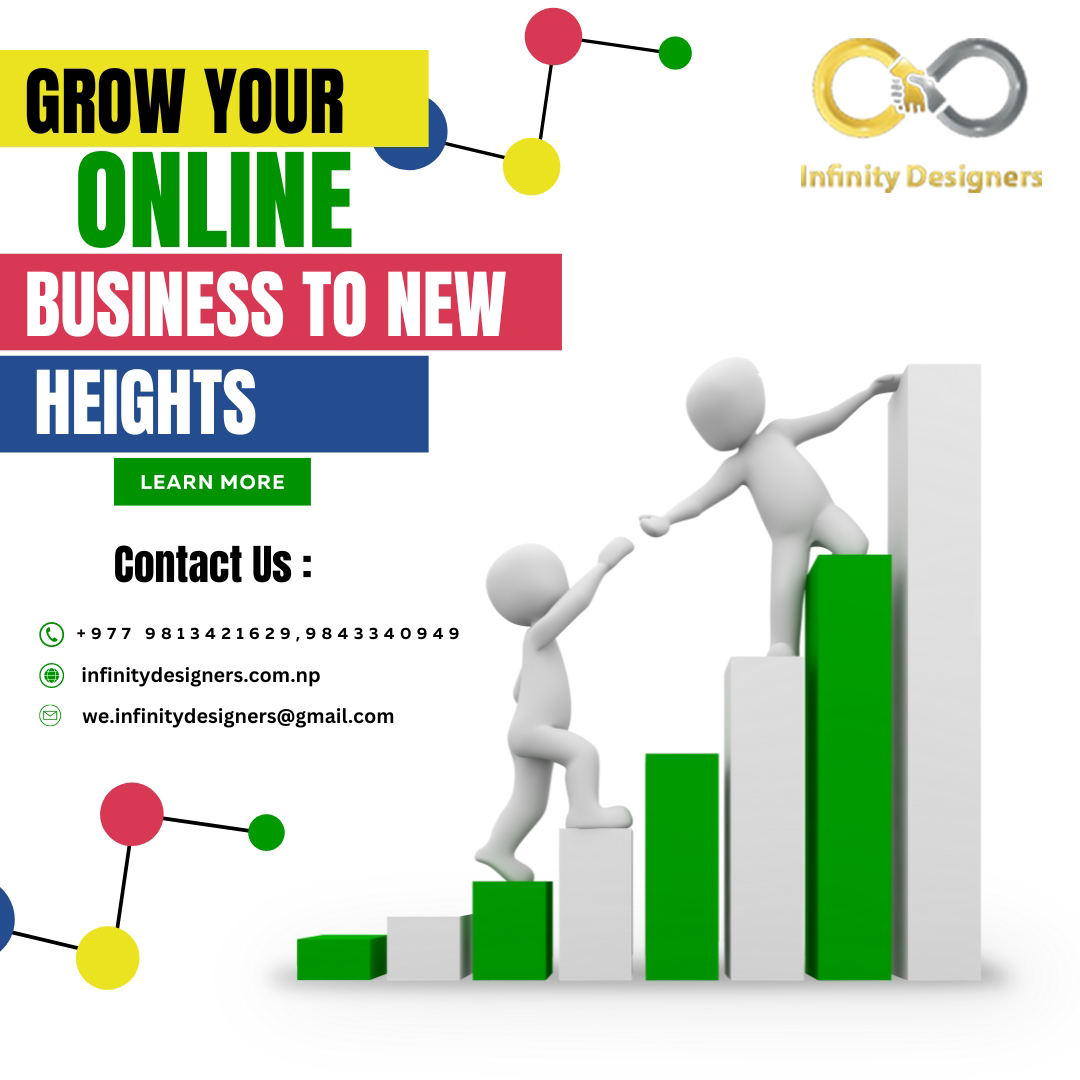 GROW YOUR
ONLINE
BUSINESS TO NEW
HEIGHTS
LEARN MORE
Contact Us :
+977 9813421629,9843340949
infinitydesigners.com.np
we.infinitydesigners@gmail.com
Infinity Designers